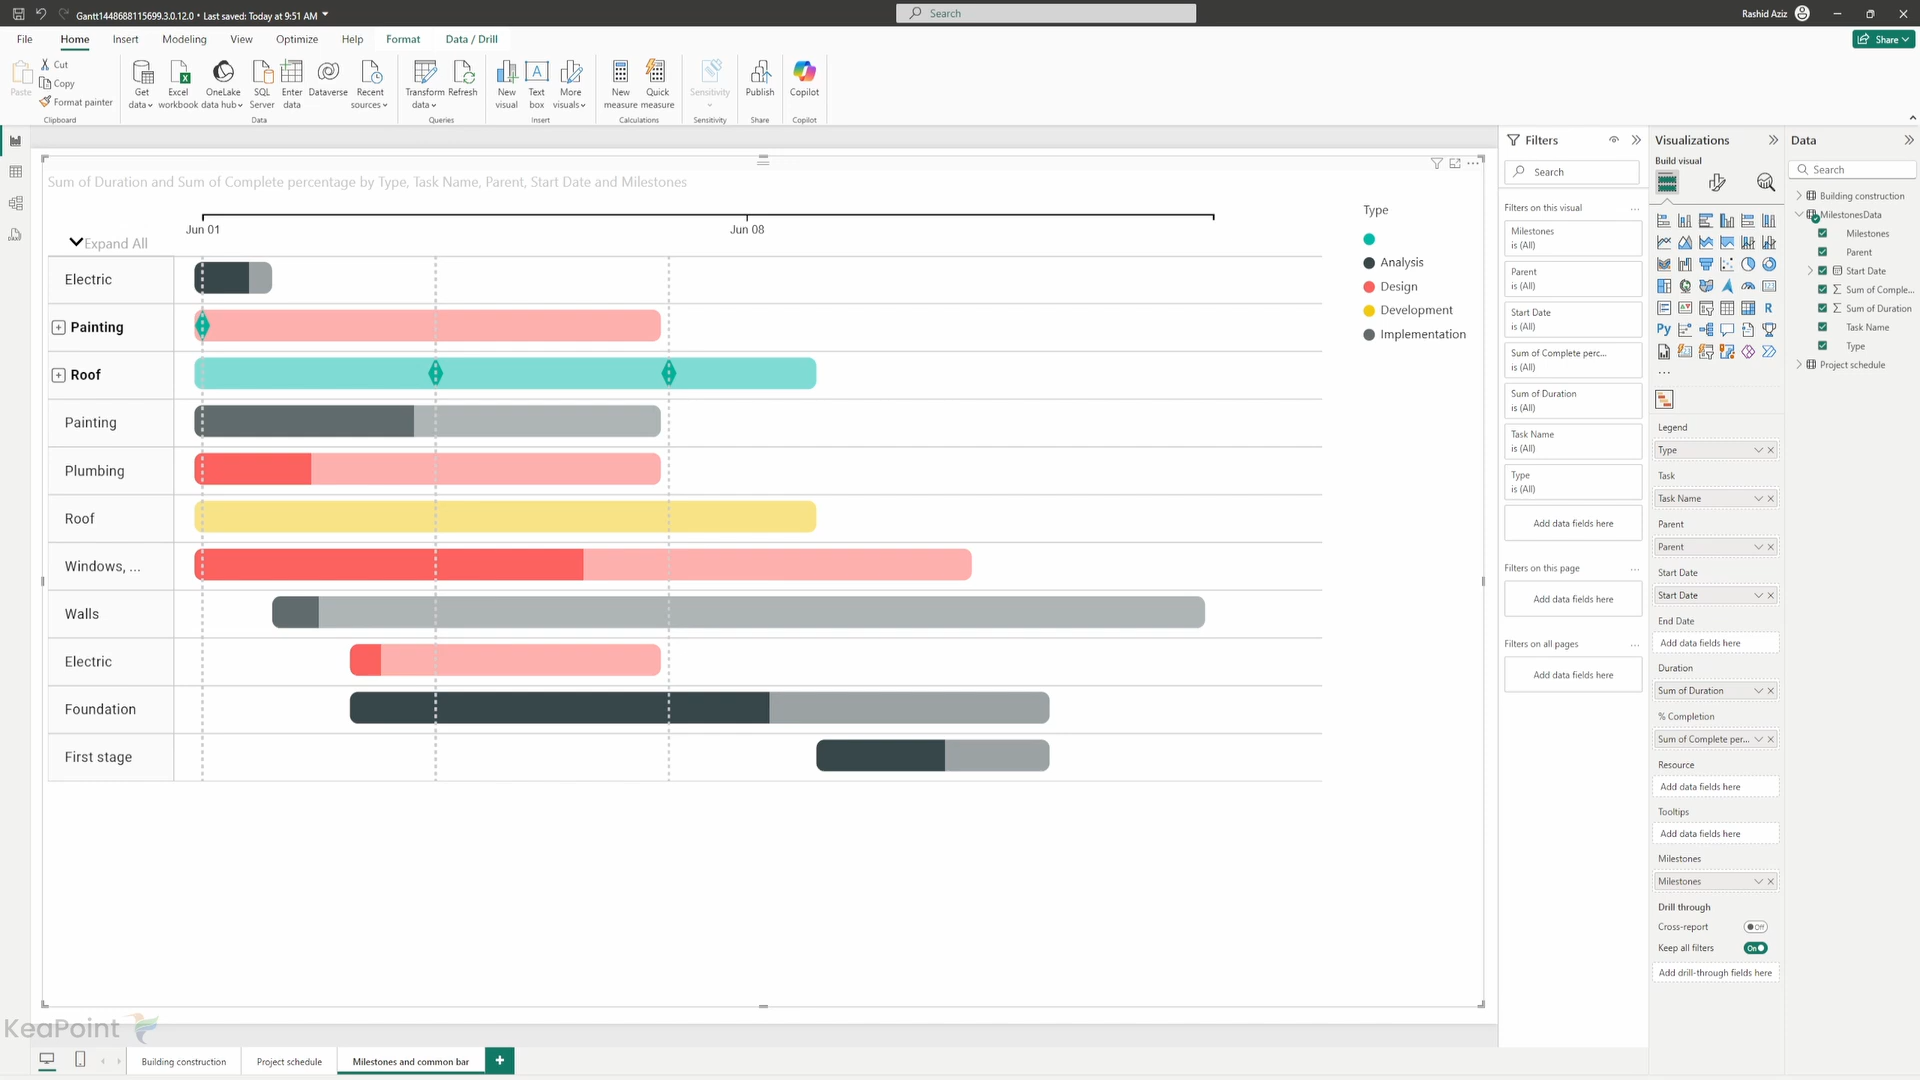 Gantt1448688115699.3.0.12.0 • Last saved: Today at 9:51 AM
Search
Rashid Aziz
File
Home
Insert
Modeling
View
Optimize
Help
Format
Data / Drill
Share
Paste
Cut
Copy
Format painter
Clipboard
Get data
Excel workbook
OneLake data hub
SQL Server
Enter data
Dataverse
Recent sources
Data
Transform data
Refresh
Queries
New visual
Text box
More visuals
Insert
New measure
Quick measure
Calculations
Sensitivity
Sensitivity
Publish
Share
Copilot
Copilot
Sum of Duration and Sum of Complete percentage by Type, Task Name, Parent, Start Date and Milestones
Jun 01
Jun 08
Expand All
Electric
Painting
Roof
Painting
Plumbing
Roof
Windows, ...
Walls
Electric
Foundation
First stage
Type
Analysis
Design
Development
Implementation
Filters
Search
Filters on this visual
...
Milestones
is (All)
Parent
is (All)
Start Date
is (All)
Sum of Complete perc...
is (All)
Sum of Duration
is (All)
Task Name
is (All)
Type
is (All)
Add data fields here
Filters on this page
...
Add data fields here
Filters on all pages
...
Add data fields here
Visualizations
Build visual
R
Py
...
Legend
Type
Task
Task Name
Parent
Parent
Start Date
Start Date
End Date
Add data fields here
Duration
Sum of Duration
% Completion
Sum of Complete per...
Resource
Add data fields here
Tooltips
Add data fields here
Milestones
Milestones
Drill through
Cross-report
Off
Keep all filters
On
Add drill-through fields here
Data
Search
Building construction
MilestonesData
Milestones
Parent
Start Date
Sum of Comple...
Sum of Duration
Task Name
Type
Project schedule
KeaPoint
Building construction
Project schedule
Milestones and common bar